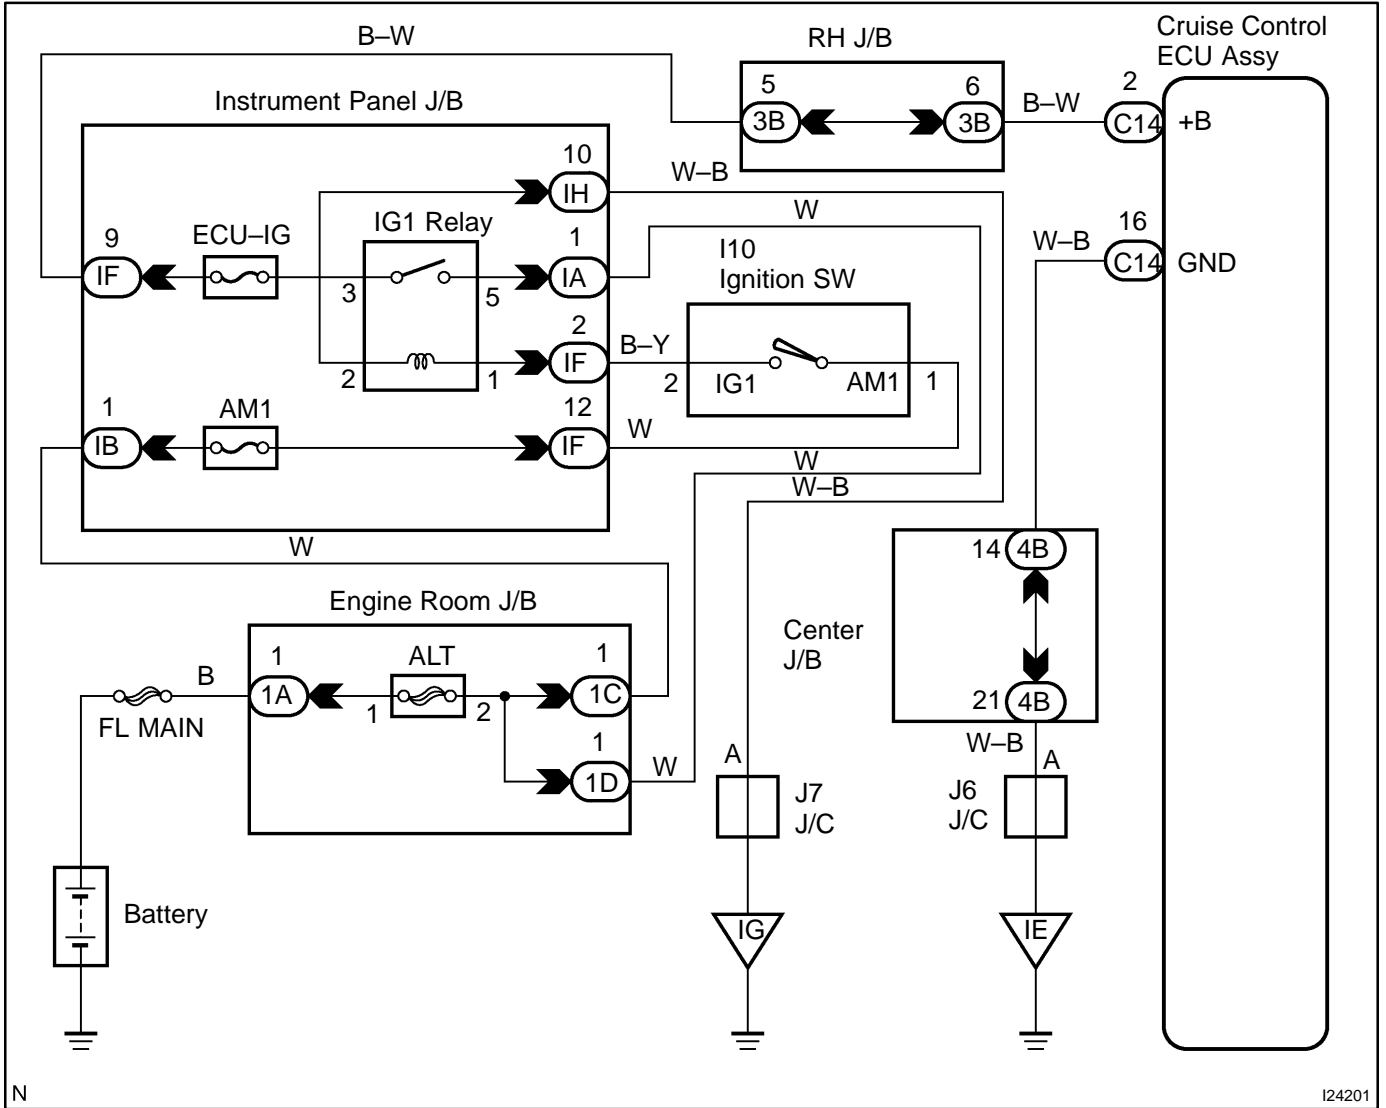 Cruise Control
ECU Assy
B–W
RH J/B
5
6
2
3B
3B
B–W
C14
+B
Instrument Panel J/B
10
IH
W–B
W
16
W–B
C14
GND
9
ECU–IG
IG1 Relay
1
IF
3
5
IA
I10
Ignition SW
2
B–Y
2
1
IF
2
IG1
AM1
1
1
AM1
12
IB
IF
W
W
W–B
W
14
4B
Engine Room J/B
Center
J/B
1
ALT
1
B
1A
1
2
1C
21
4B
FL MAIN
1
W–B
1D
W
A
A
J7
J/C
J6
J/C
Battery
IG
IE
N
I24201